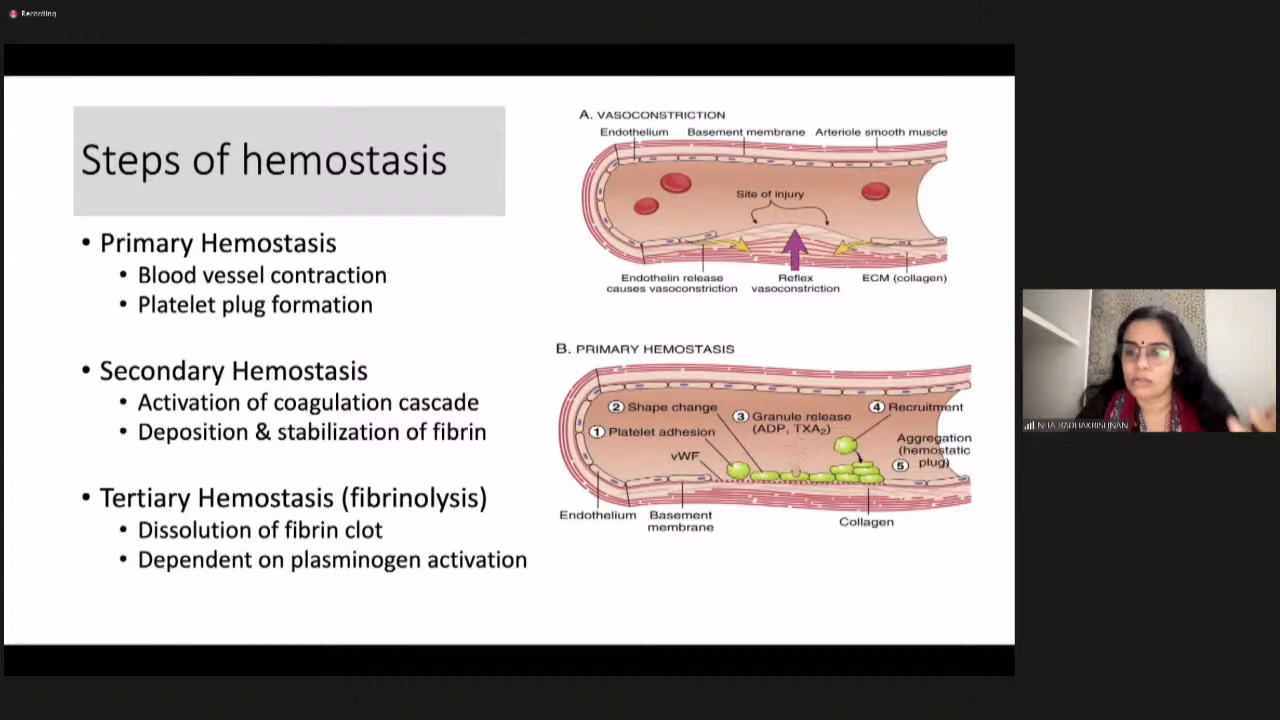 Recording
Steps of hemostasis
• Primary Hemostasis
• Blood vessel contraction
• Platelet plug formation
• Secondary Hemostasis
• Activation of coagulation cascade
• Deposition & stabilization of fibrin
• Tertiary Hemostasis (fibrinolysis)
• Dissolution of fibrin clot
• Dependent on plasminogen activation
A. VASOCONSTRICTION
Endothelium
Basement membrane
Arteriole smooth muscle
Site of injury
Endothelin release
causes vasoconstriction
Reflex
vasoconstriction
ECM (collagen)
B. PRIMARY HEMOSTASIS
2 Shape change
3 Granule release
(ADP, TXA₂)
4 Recruitment
1 Platelet adhesion
vWF
Aggregation
(hemostatic
5 plug)
Endothelium
Basement
membrane
Collagen
RADHAKRISHNAN